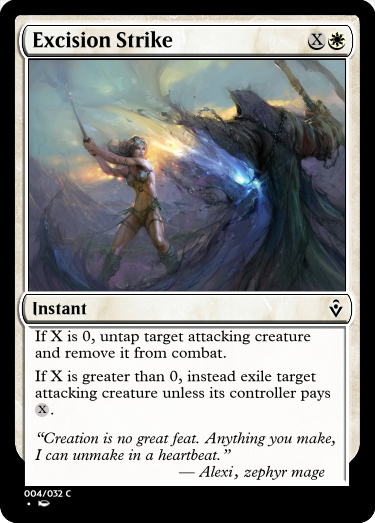 Excision Strike
X
Instant
If X is 0, untap target attacking creature
and remove it from combat.
If X is greater than 0, instead exile target
attacking creature unless its controller pays
X.
“Creation is no great feat. Anything you make,
I can unmake in a heartbeat.”
— Alexi, zephyr mage
004/032 C